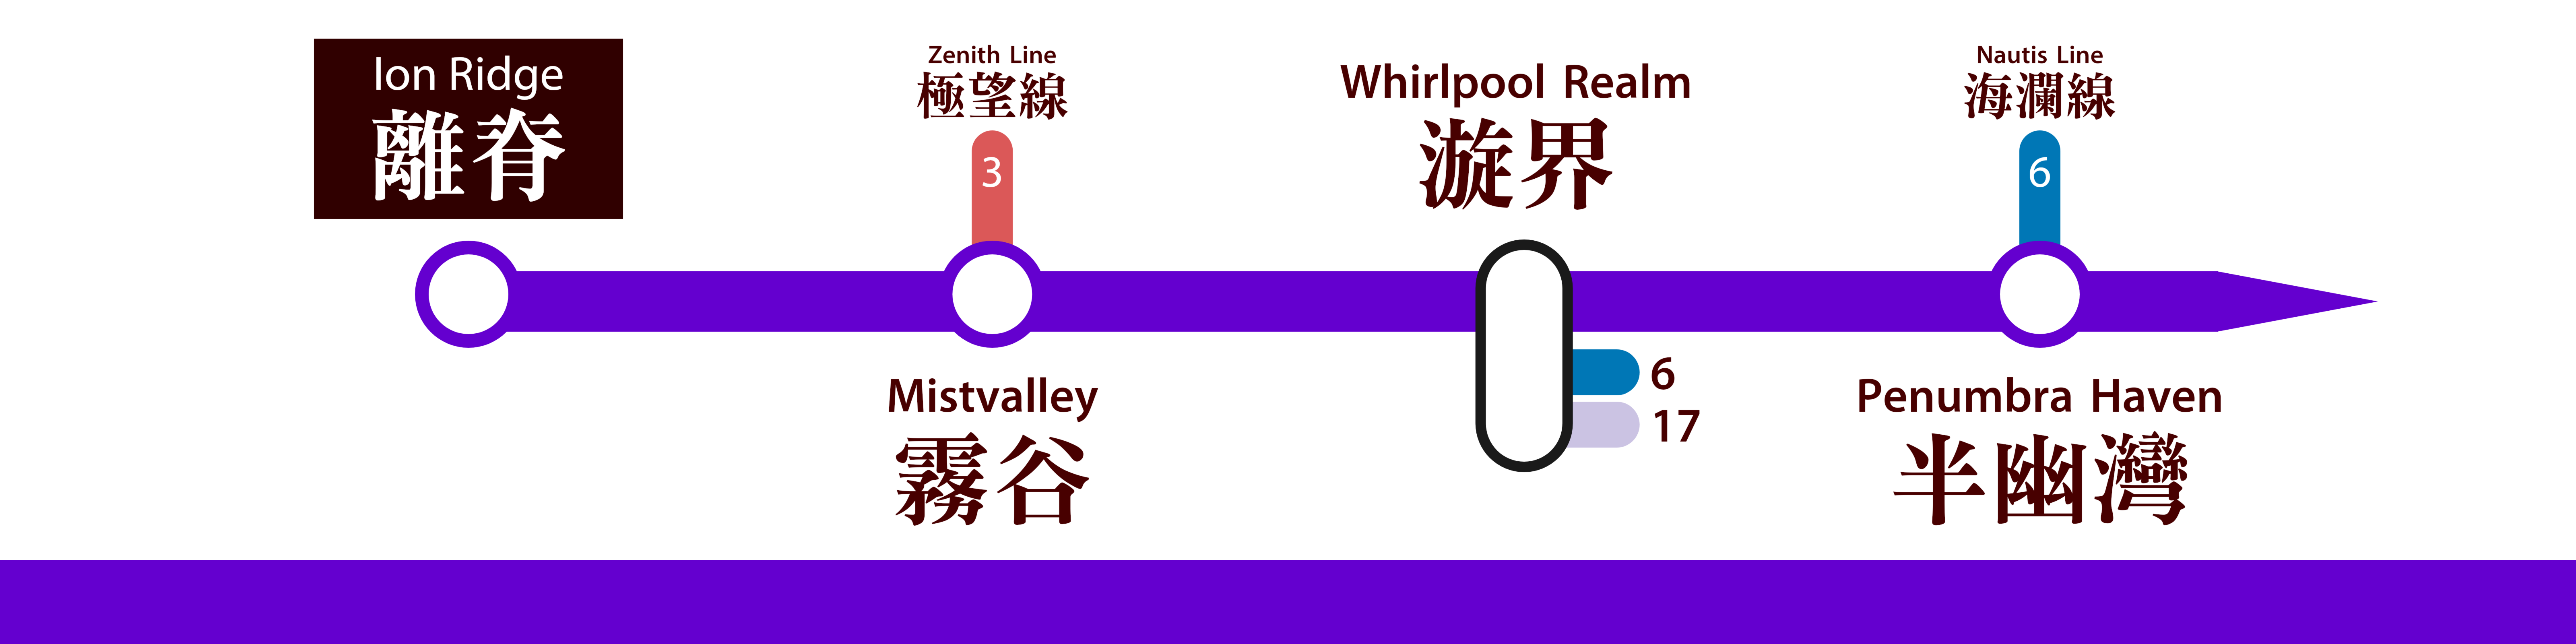 Ion Ridge
離脊
Zenith Line
極望線
3
Mistvalley
霧谷
Whirlpool Realm
漩界
6
17
Nautis Line
海瀾線
6
Penumbra Haven
半幽灣